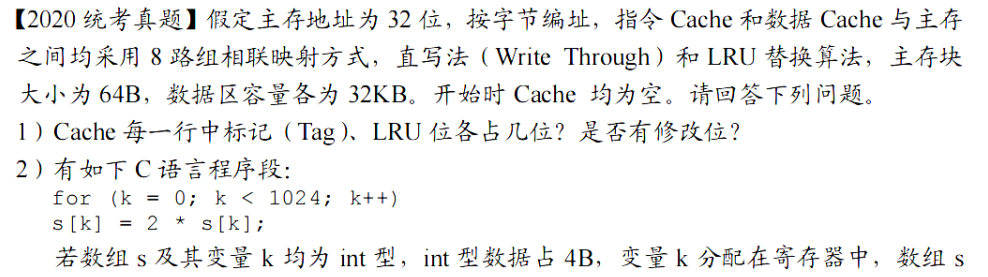 【2020 统考真题】假定主存地址为 32 位，按字节编址，指令 Cache 和数据 Cache 与主存
之间均采用 8 路组相联映射方式，直写法（Write Through）和 LRU 替换算法，主存块
大小为 64B，数据区容量各为 32KB。开始时 Cache 均为空。请回答下列问题。
1）Cache 每一行中标记（Tag）、LRU 位各占几位？是否有修改位？
2）有如下 C 语言程序段：
for (k = 0; k < 1024; k++)
s[k] = 2 * s[k];
若数组 s 及其变量 k 均为 int 型，int 型数据占 4B，变量 k 分配在寄存器中，数组 s